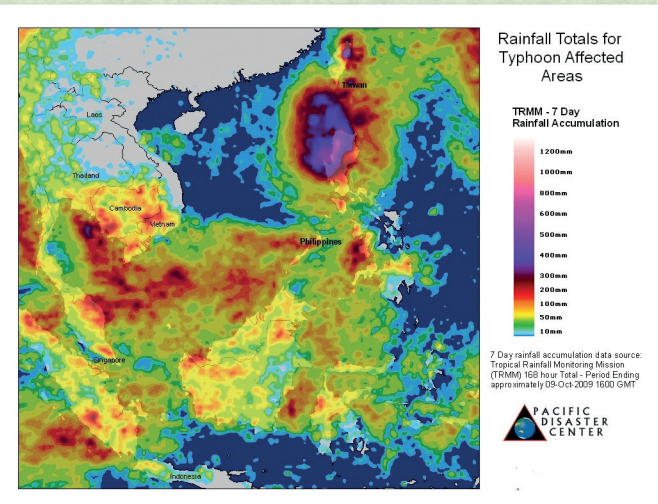 Rainfall Totals for
Typhoon Affected
Areas
TRMM - 7 Day
Rainfall Accumulation
1200mm
1000mm
800mm
600mm
500mm
400mm
300mm
200mm
100mm
50mm
10mm
7 Day rainfall accumulation data source:
Tropical Rainfall Monitoring Mission
(TRMM) 168 hour Total - Period Ending
approximately 09-Oct-2009 1600 GMT
PACIFIC
DISASTER
CENTER
Taiwan
Laos
Thailand
Cambodia
Vietnam
Philippines
Singapore
Indonesia